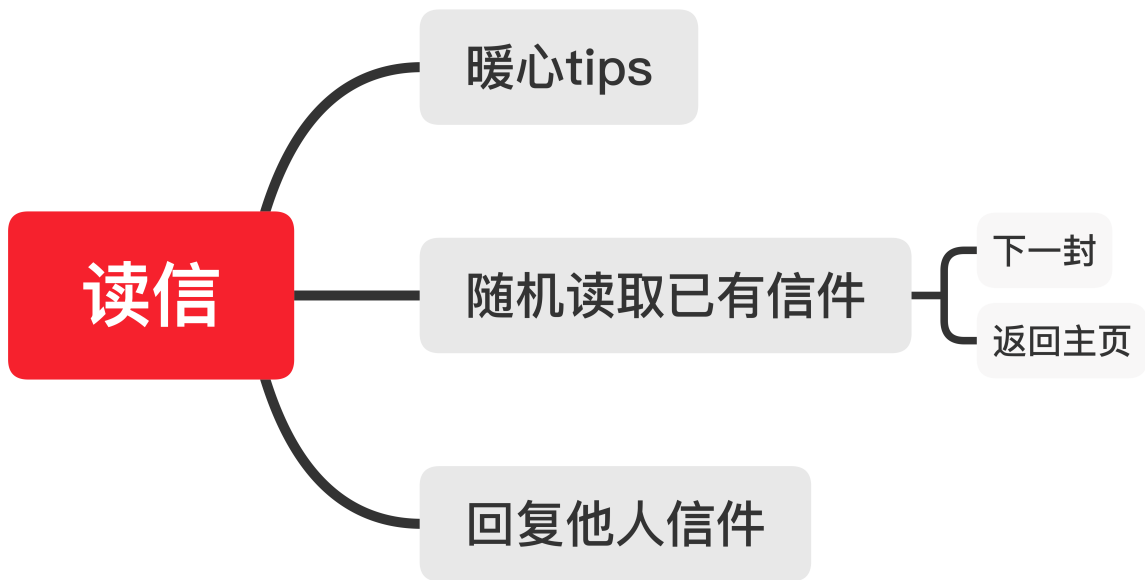 读信
暖心tips
随机读取已有信件
下一封
返回主页
回复他人信件